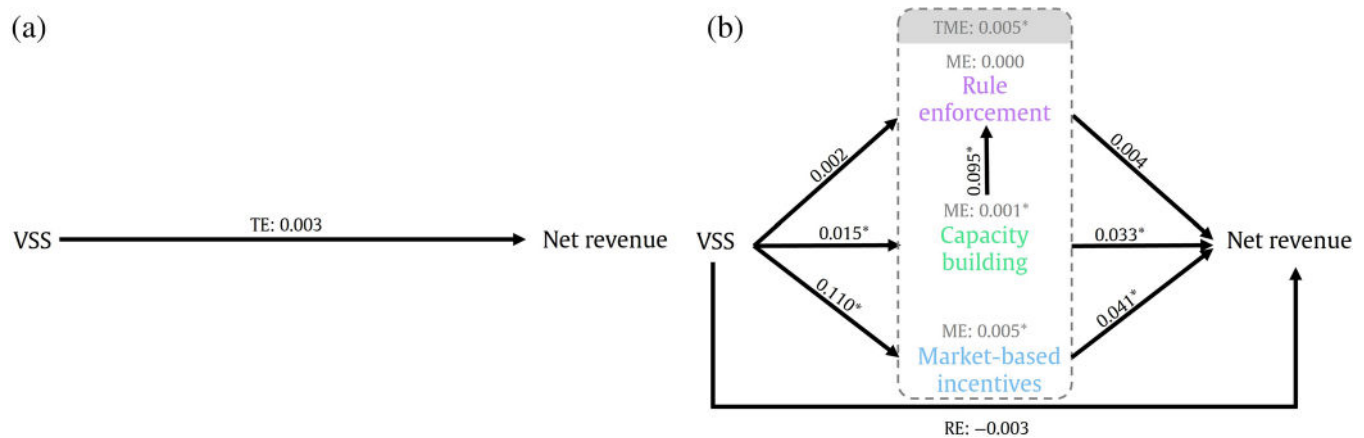 (a)
VSS
TE: 0.003
Net revenue
(b)
TME: 0.005*
ME: 0.000
Rule
enforcement
0.002
0.095*
0.004
VSS
0.015*
ME: 0.001*
Capacity
building
0.033*
Net revenue
0.110*
ME: 0.005*
Market-based
incentives
0.041*
RE: −0.003